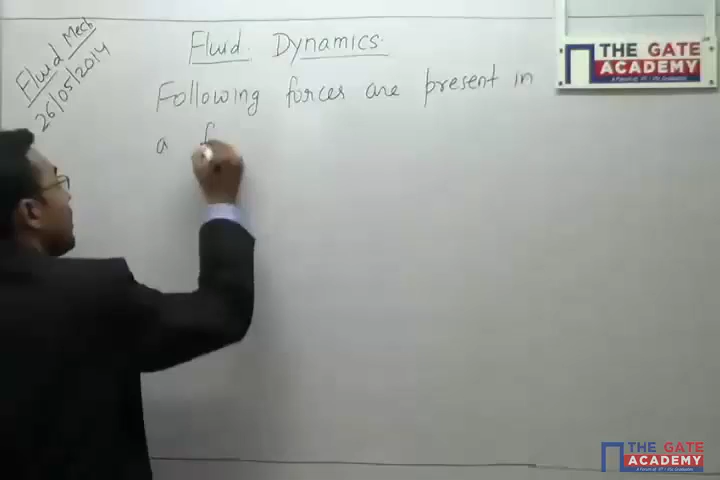 Fluid Mech
26/05/2014
Fluid Dynamics.
Following forces are present in
a f
THE GATE
ACADEMY
THE GATE
ACADEMY